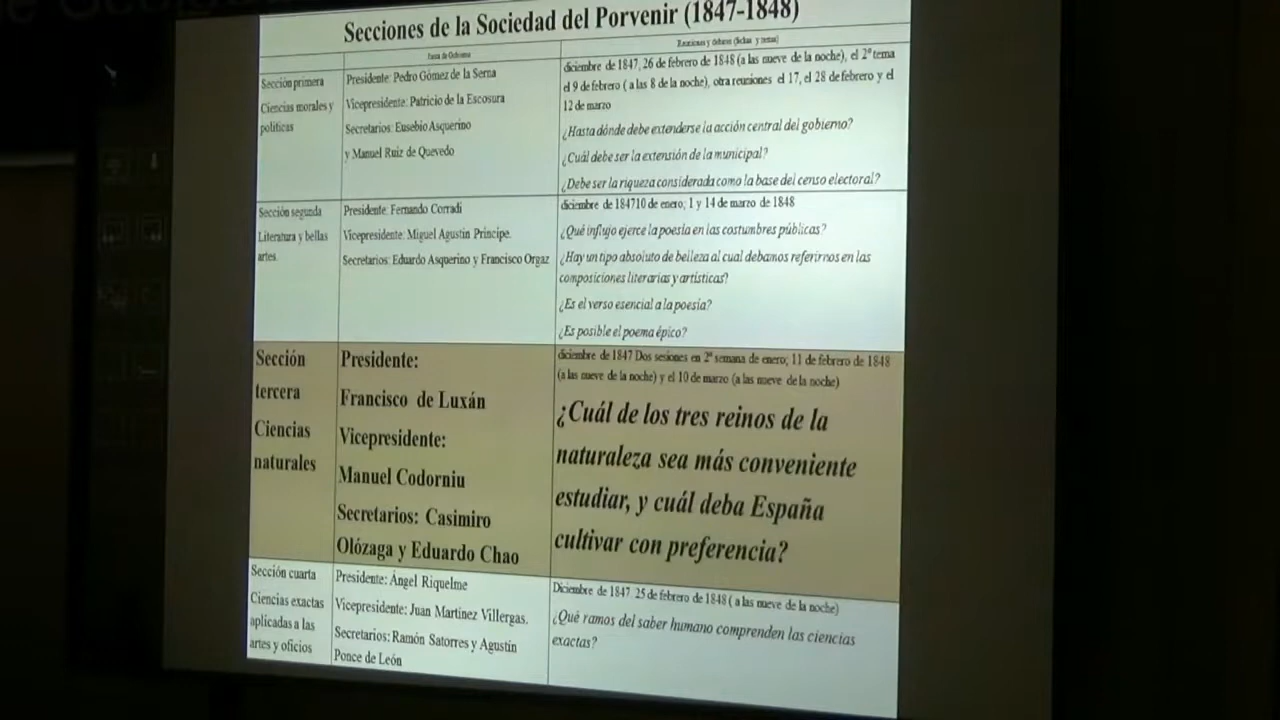 Secciones de la Sociedad del Porvenir (1847-1848)
Reuniones y debates (fechas y temas)
Sección primera
Ciencias morales y
políticas
Presidente: Pedro Gómez de la Serna
Vicepresidente: Patricio de la Escosura
Secretarios: Eusebio Asquerino
y Manuel Ruiz de Quevedo
diciembre de 1847, 26 de febrero de 1848 (a las nueve de la noche), el 2º tema
el 9 de febrero ( a las 8 de la noche), otra reuniones el 17, el 28 de febrero y el
12 de marzo
¿Hasta dónde debe extenderse la acción central del gobierno?
¿Cuál debe ser la extensión de la municipal?
¿Debe ser la riqueza considerada como la base del censo electoral?
Sección segunda
Literatura y bellas
artes.
Presidente: Fernando Corradi
Vicepresidente: Miguel Agustín Príncipe.
Secretarios: Eduardo Asquerino y Francisco Orgaz
diciembre de 184710 de enero; 1 y 14 de marzo de 1848
¿Qué influjo ejerce la poesía en las costumbres públicas?
¿Hay un tipo absoluto de belleza al cual debamos referirnos en las
composiciones literarias y artísticas?
¿Es el verso esencial a la poesía?
¿Es posible el poema épico?
Sección
tercera
Ciencias
naturales
Presidente:
Francisco de Luxán
Vicepresidente:
Manuel Codorniu
Secretarios: Casimiro
Olózaga y Eduardo Chao
diciembre de 1847 Dos sesiones en 2ª semana de enero; 11 de febrero de 1848
(a las nueve de la noche) y el 10 de marzo (a las nueve de la noche)
¿Cuál de los tres reinos de la
naturaleza sea más conveniente
estudiar, y cuál deba España
cultivar con preferencia?
Sección cuarta
Ciencias exactas
aplicadas a las
artes y oficios
Presidente: Ángel Riquelme
Vicepresidente: Juan Martínez Villergas.
Secretarios: Ramón Satorres y Agustín
Ponce de León
Diciembre de 1847 25 de febrero de 1848 ( a las nueve de la noche)
¿Qué ramos del saber humano comprenden las ciencias
exactas?